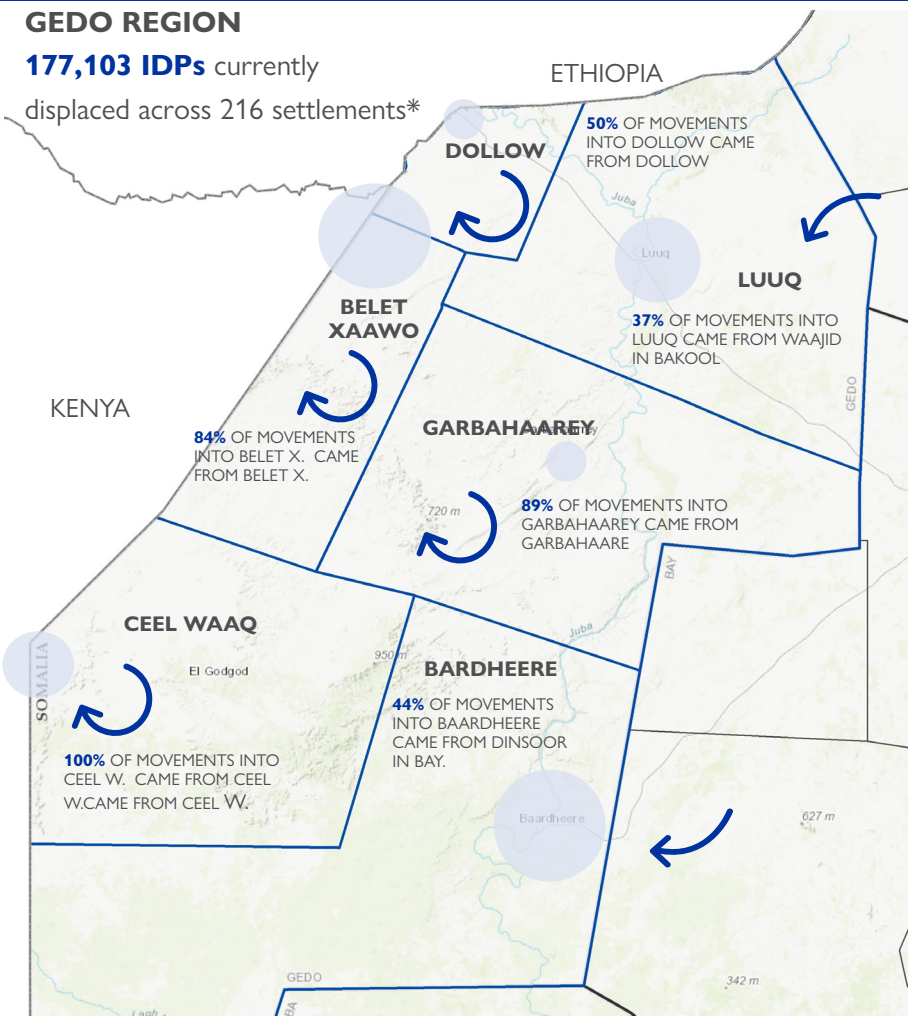 GEDO REGION
177,103 IDPs currently
displaced across 216 settlements*
ETHIOPIA
DOLLOW
50% OF MOVEMENTS
INTO DOLLOW CAME
FROM DOLLOW
Juba
Luuq
LUUQ
37% OF MOVEMENTS INTO
LUUQ CAME FROM WAAJID
IN BAKOOL
BELET
XAAWO
KENYA
GEDO
84% OF MOVEMENTS
INTO BELET X. CAME
FROM BELET X.
GARBAHAAREY
720 m
89% OF MOVEMENTS INTO
GARBAHAAREY CAME FROM
GARBAHAARE
BAY
CEEL WAAQ
Juba
950 m
El Godgod
SOMALIA
BARDHEERE
44% OF MOVEMENTS
INTO BAARDHEERE
CAME FROM DINSOOR
IN BAY.
100% OF MOVEMENTS INTO
CEEL W. CAME FROM CEEL
W.CAME FROM CEEL W.
Baardheere
627 m
GEDO
342 m